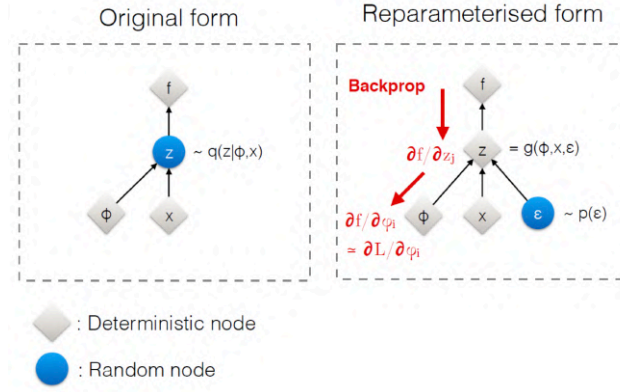 Original form
f
z
~ q(z|ϕ,x)
ϕ
x
Reparameterised form
Backprop
f
∂f/∂zⱼ
z
= g(ϕ,x,ε)
∂f/∂φᵢ
≃ ∂L/∂φᵢ
ϕ
x
ε
~ p(ε)
: Deterministic node
: Random node